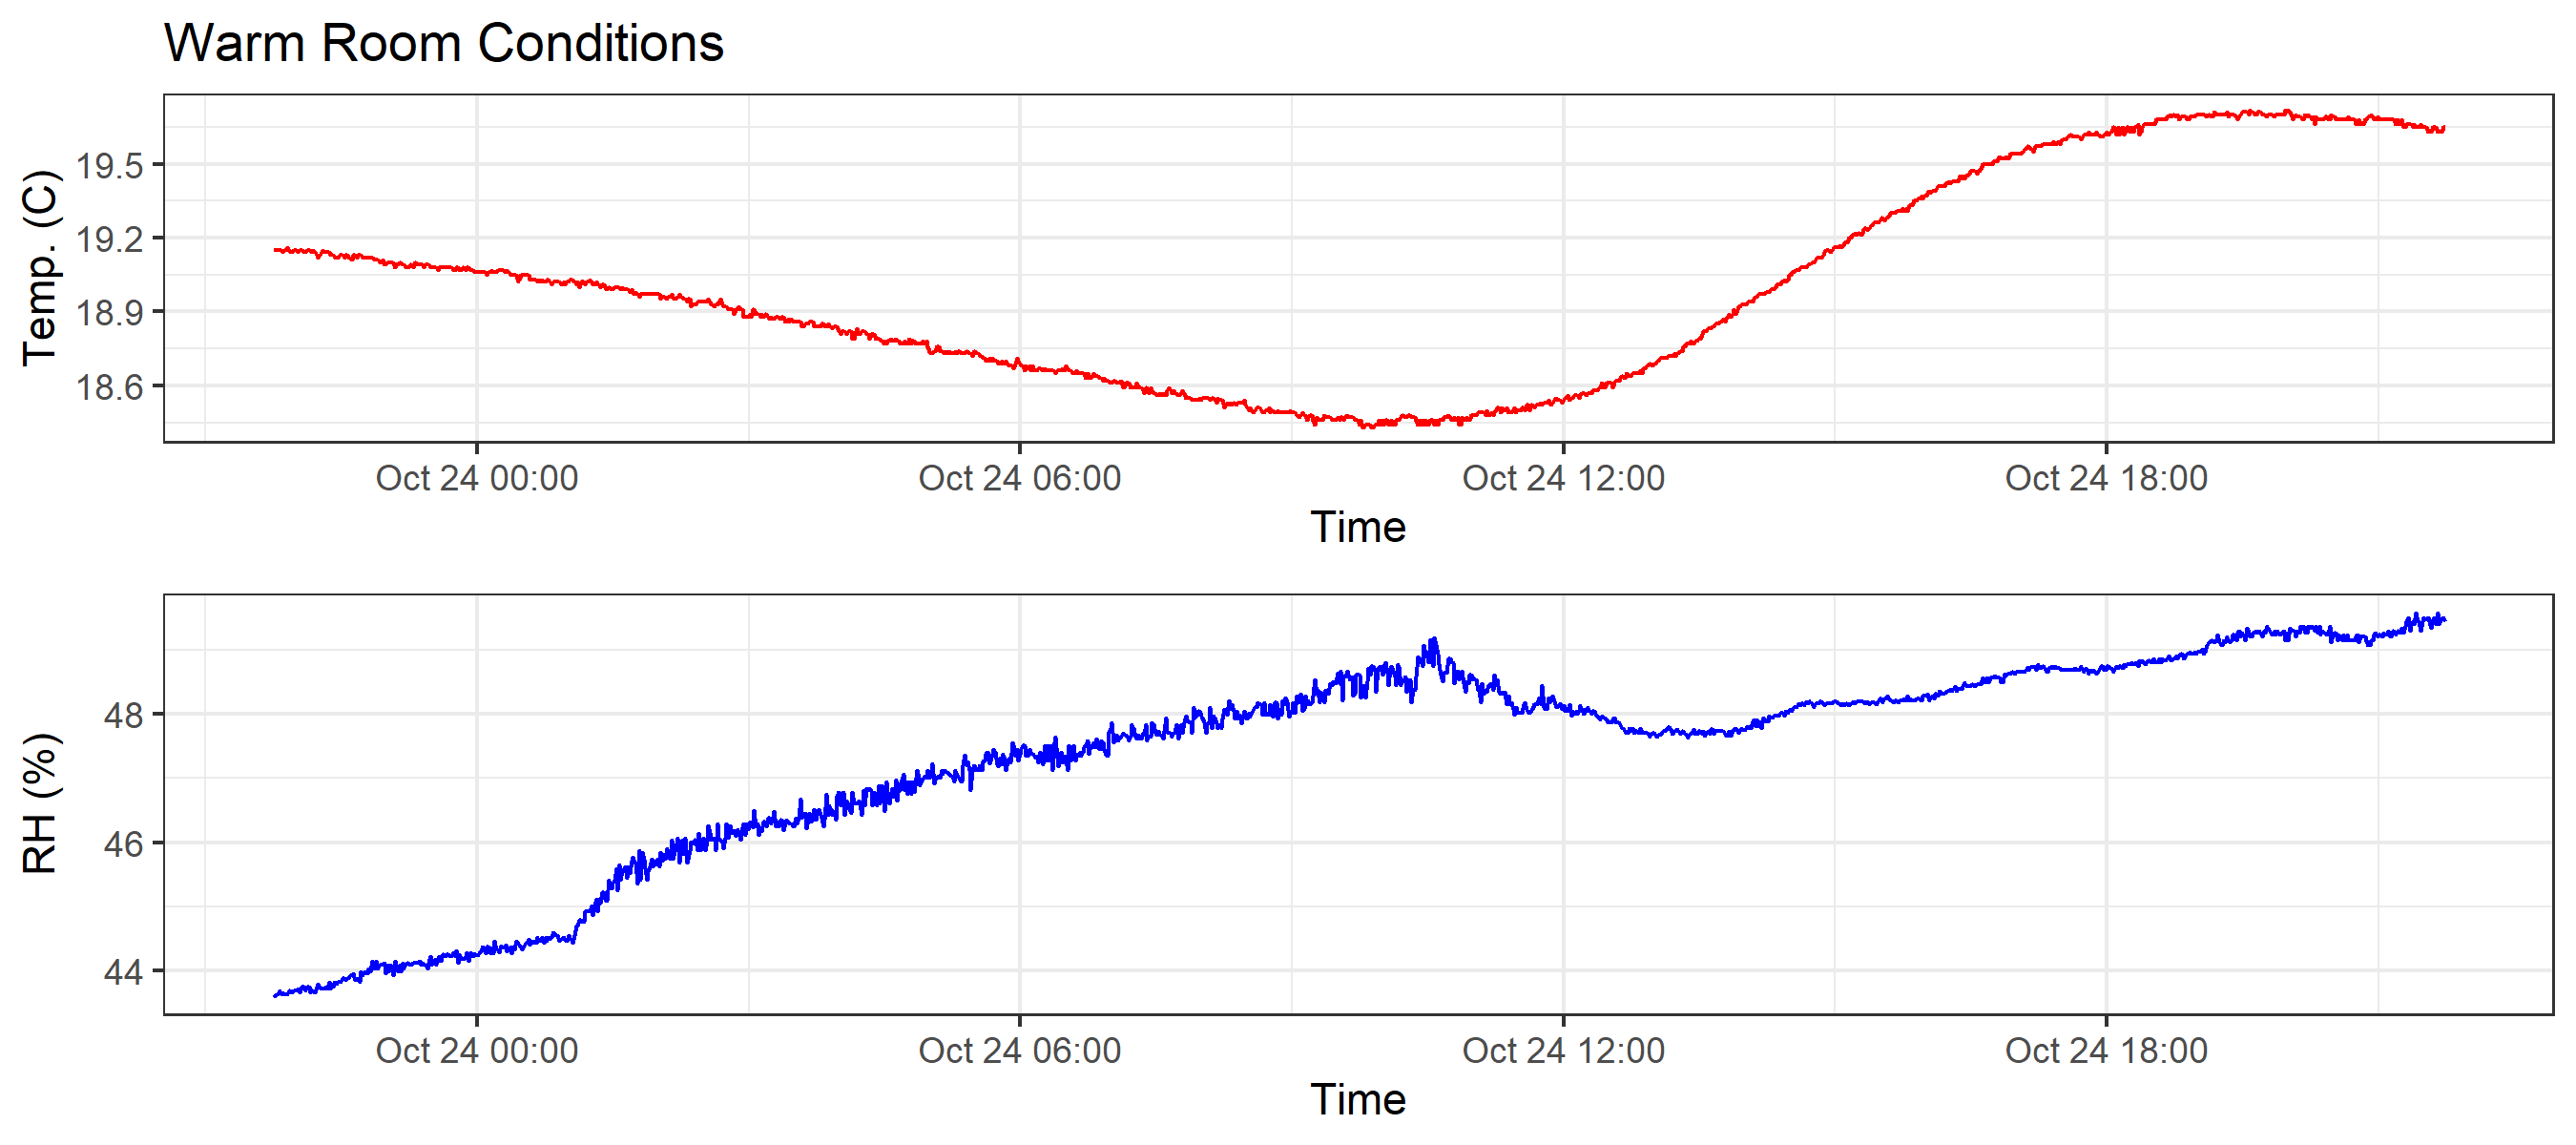 Warm Room Conditions
Temp. (C)
19.5
19.2
18.9
18.6
Oct 24 00:00 Oct 24 06:00 Oct 24 12:00 Oct 24 18:00
Time
RH (%)
48
46
44
Oct 24 00:00 Oct 24 06:00 Oct 24 12:00 Oct 24 18:00
Time